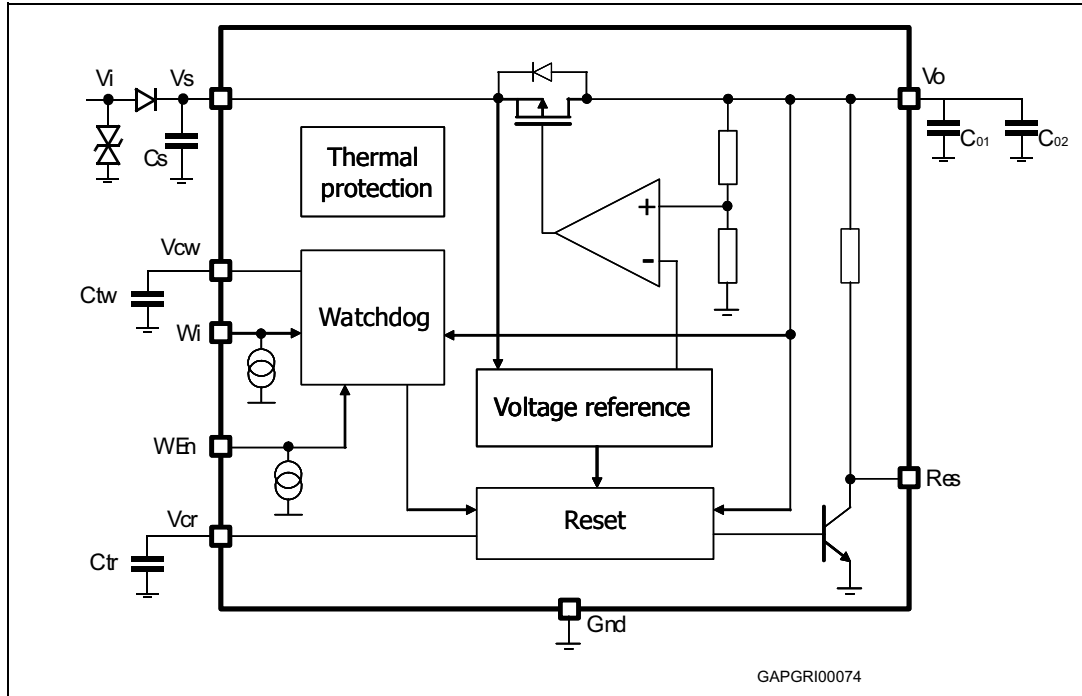 Vi
Vs
Vo
Cs
C01
C02
Thermal
protection
+
-
Vcw
Ctw
Watchdog
Wi
Voltage reference
WEn
Res
Vcr
Reset
Ctr
Gnd
GAPGRI00074